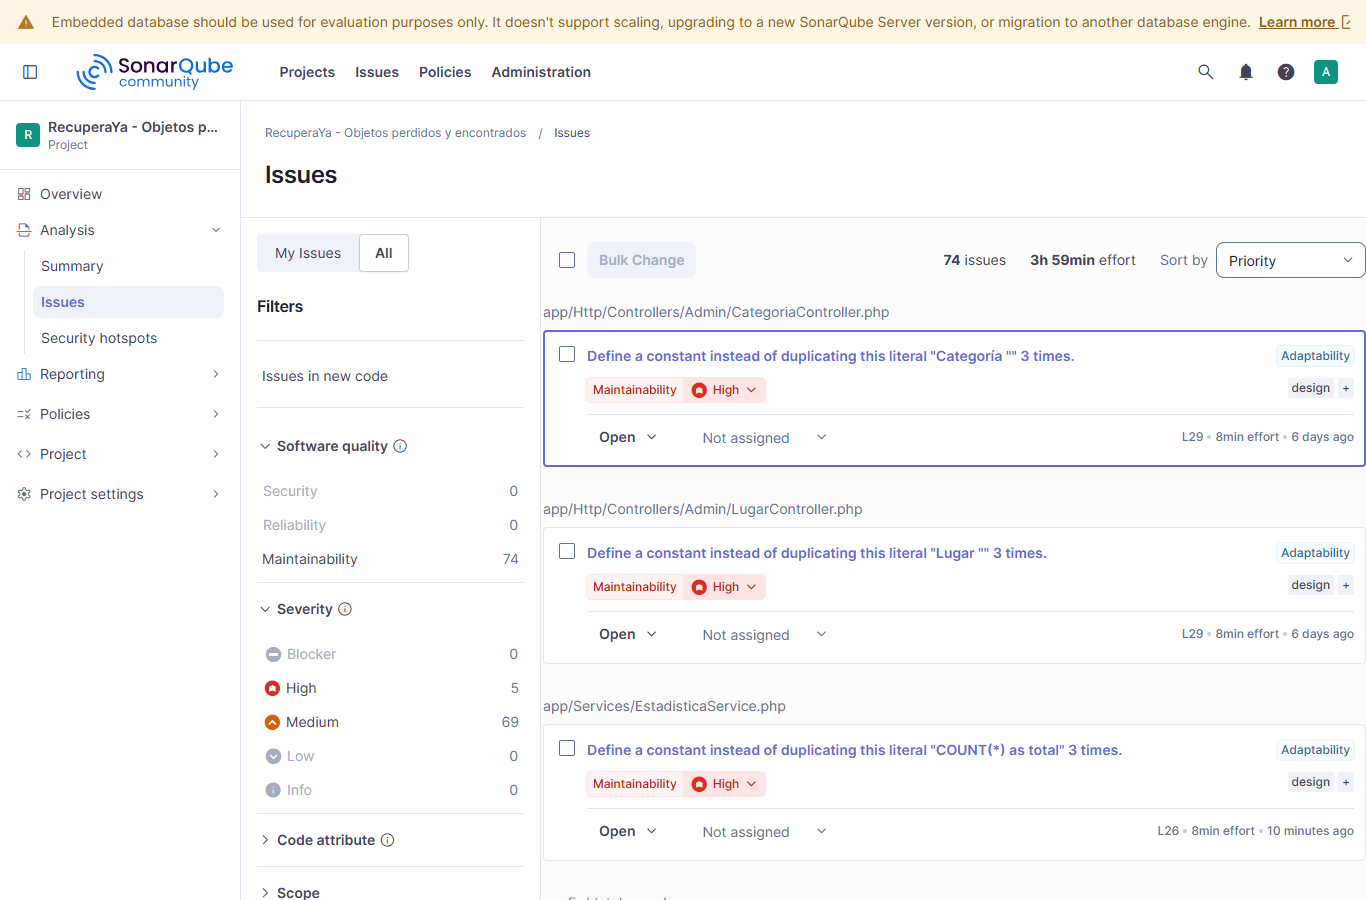 Embedded database should be used for evaluation purposes only. It doesn't support scaling, upgrading to a new SonarQube Server version, or migration to another database engine. Learn more
SonarQube community
Projects Issues Policies Administration
A
R
RecuperaYa - Objetos p...
Project
Overview
Analysis
Summary
Issues
Security hotspots
Reporting
Policies
Project
Project settings
RecuperaYa - Objetos perdidos y encontrados / Issues
Issues
My Issues All
Filters
Issues in new code
Software quality
Security 0
Reliability 0
Maintainability 74
Severity
Blocker 0
High 5
Medium 69
Low 0
Info 0
Code attribute
Scope
Bulk Change
74 issues 3h 59min effort Sort by Priority
app/Http/Controllers/Admin/CategoriaController.php
Define a constant instead of duplicating this literal "Categoría "" 3 times. Adaptability
Maintainability High design +
Open Not assigned L29 • 8min effort • 6 days ago
app/Http/Controllers/Admin/LugarController.php
Define a constant instead of duplicating this literal "Lugar "" 3 times. Adaptability
Maintainability High design +
Open Not assigned L29 • 8min effort • 6 days ago
app/Services/EstadisticaService.php
Define a constant instead of duplicating this literal "COUNT(*) as total" 3 times. Adaptability
Maintainability High design +
Open Not assigned L26 • 8min effort • 10 minutes ago